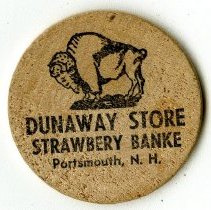 DUNAWAY STORE
STRAWBERY BANKE
Portsmouth, N. H.